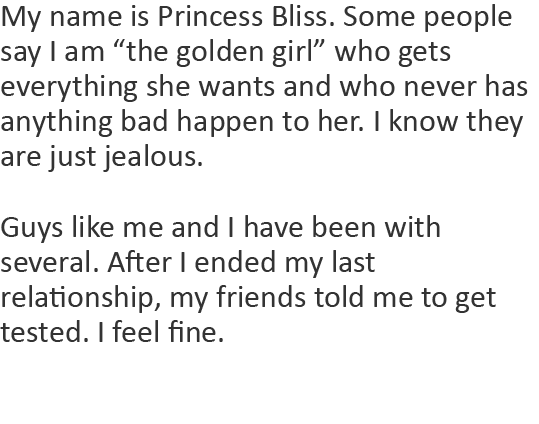 My name is Princess Bliss. Some people
say I am “the golden girl” who gets
everything she wants and who never has
anything bad happen to her. I know they
are just jealous.
Guys like me and I have been with
several. After I ended my last
relationship, my friends told me to get
tested. I feel fine.